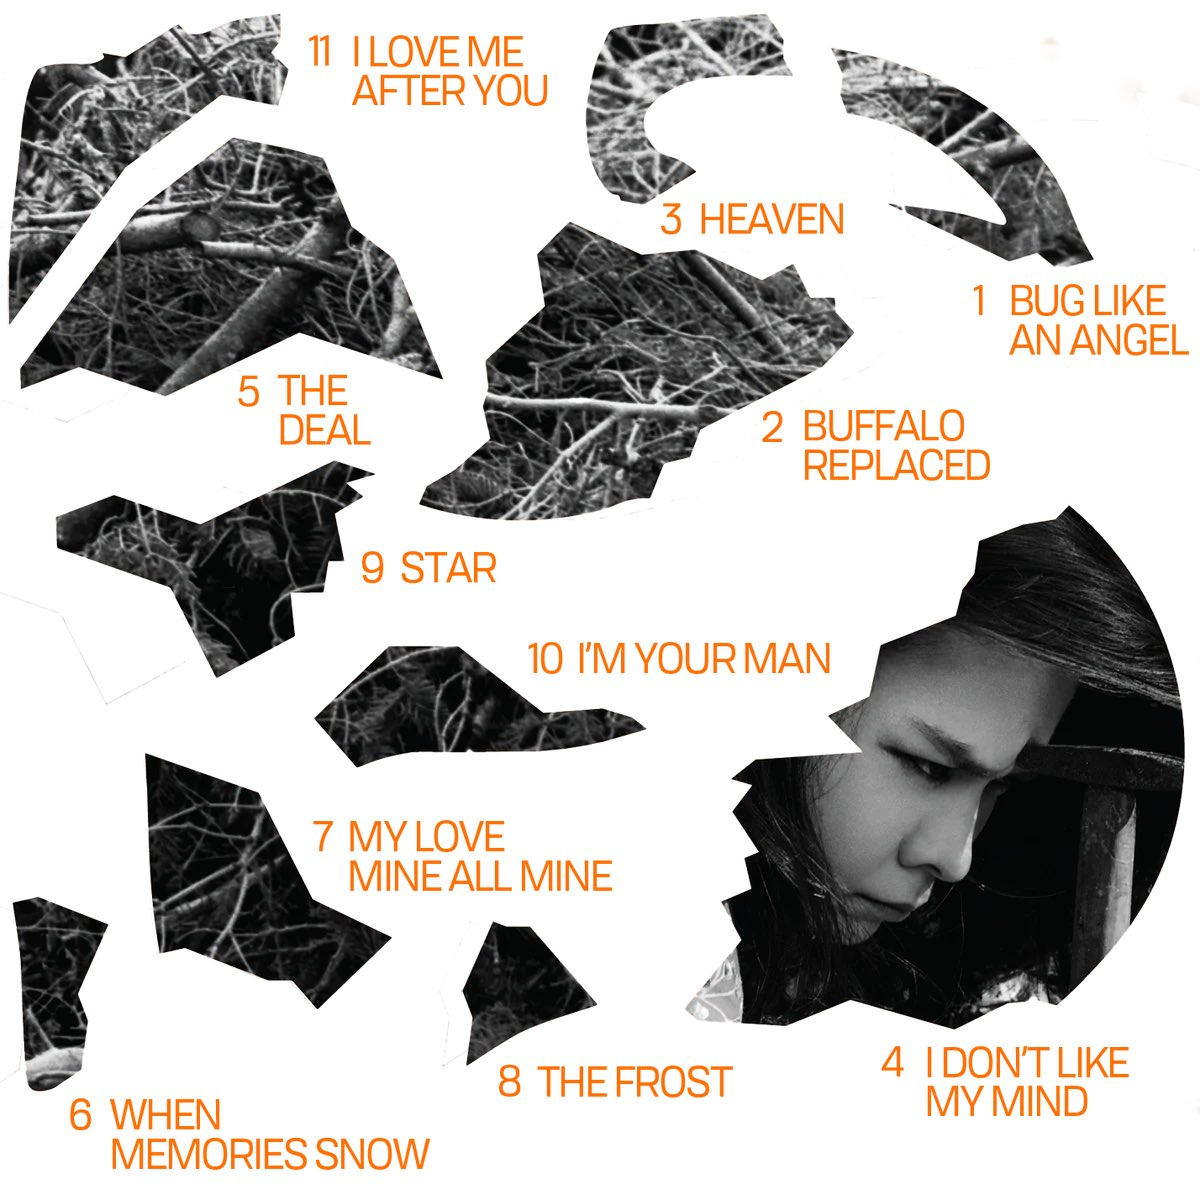 11 I LOVE ME
AFTER YOU
3 HEAVEN
1 BUG LIKE
AN ANGEL
5 THE
DEAL
2 BUFFALO
REPLACED
9 STAR
10 I'M YOUR MAN
7 MY LOVE
MINE ALL MINE
4 I DON'T LIKE
MY MIND
8 THE FROST
6 WHEN
MEMORIES SNOW